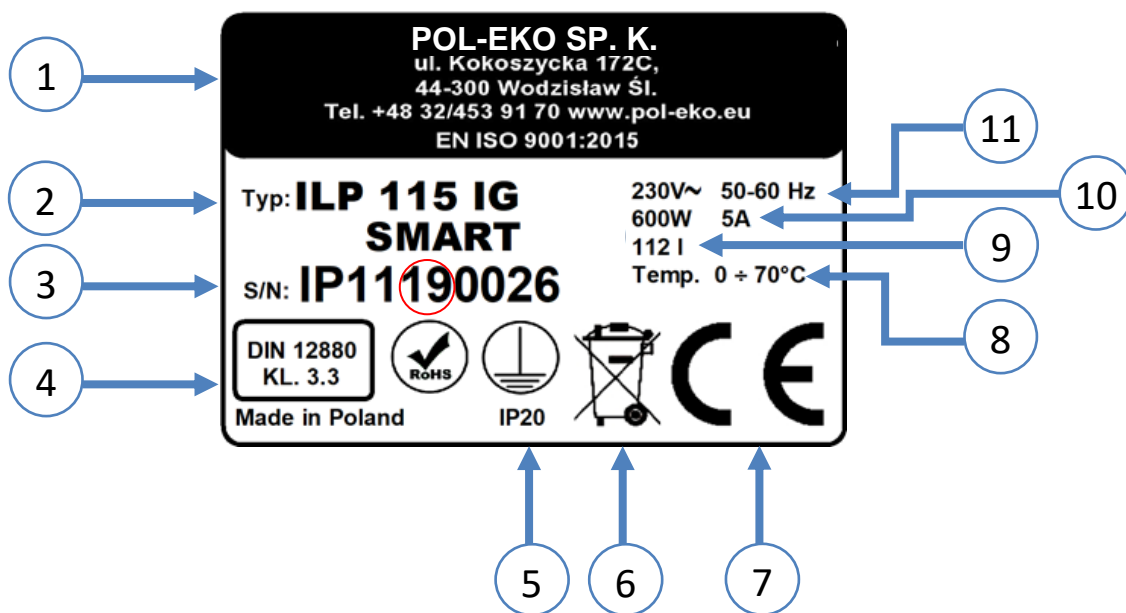 POL-EKO SP. K.
ul. Kokoszycka 172C,
44-300 Wodzisław Śl.
Tel. +48 32/453 91 70 www.pol-eko.eu
EN ISO 9001:2015
1
2
3
4
Typ: ILP 115 IG
SMART
S/N: IP11190026
230V~ 50-60 Hz
600W 5A
112 l
Temp. 0 ÷ 70°C
11
10
9
8
DIN 12880
KL. 3.3
RoHS
Made in Poland
IP20
CE
5
6
7